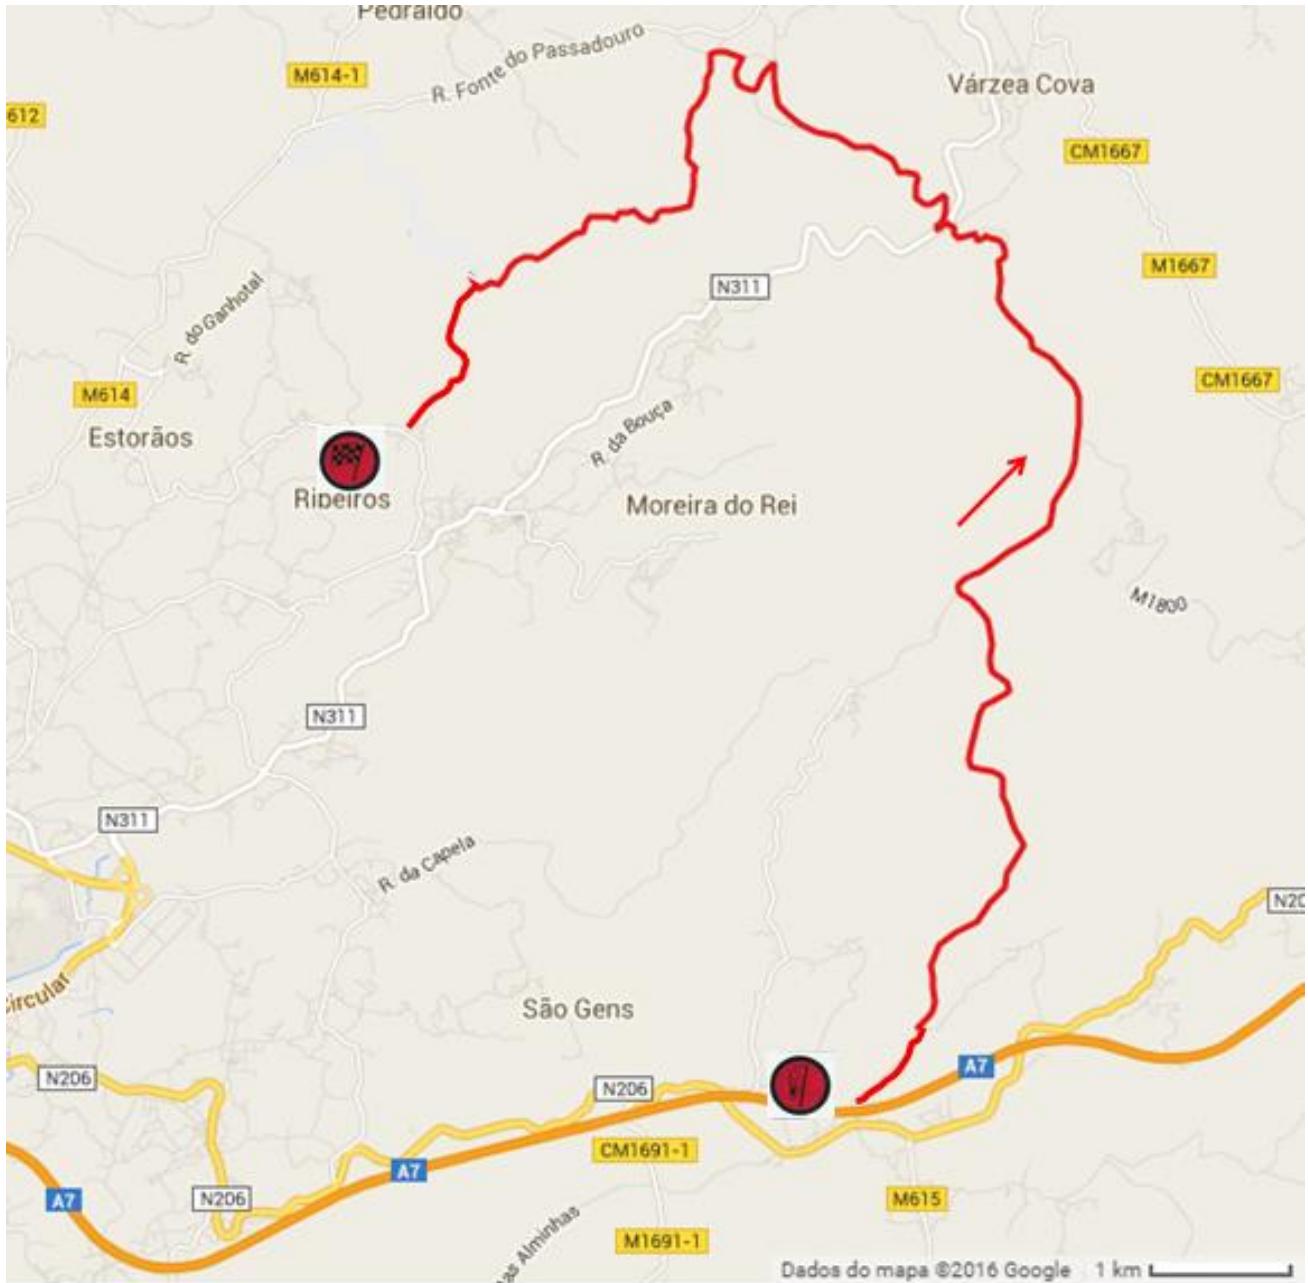 Pedraído
R. Fonte do Passadouro
M614-1
Várzea Cova
612
CM1667
M1667
N311
R. do Ganhotal
CM1667
M614
R. da Bouça
Estorãos
Ribeiros
Moreira do Rei
M1800
N311
N311
R. da Capela
N20
Circular
São Gens
N206
A7
N206
CM1691-1
A7
A7
N206
M615
M1691-1
as Alminhas
Dados do mapa ©2016 Google 1 km